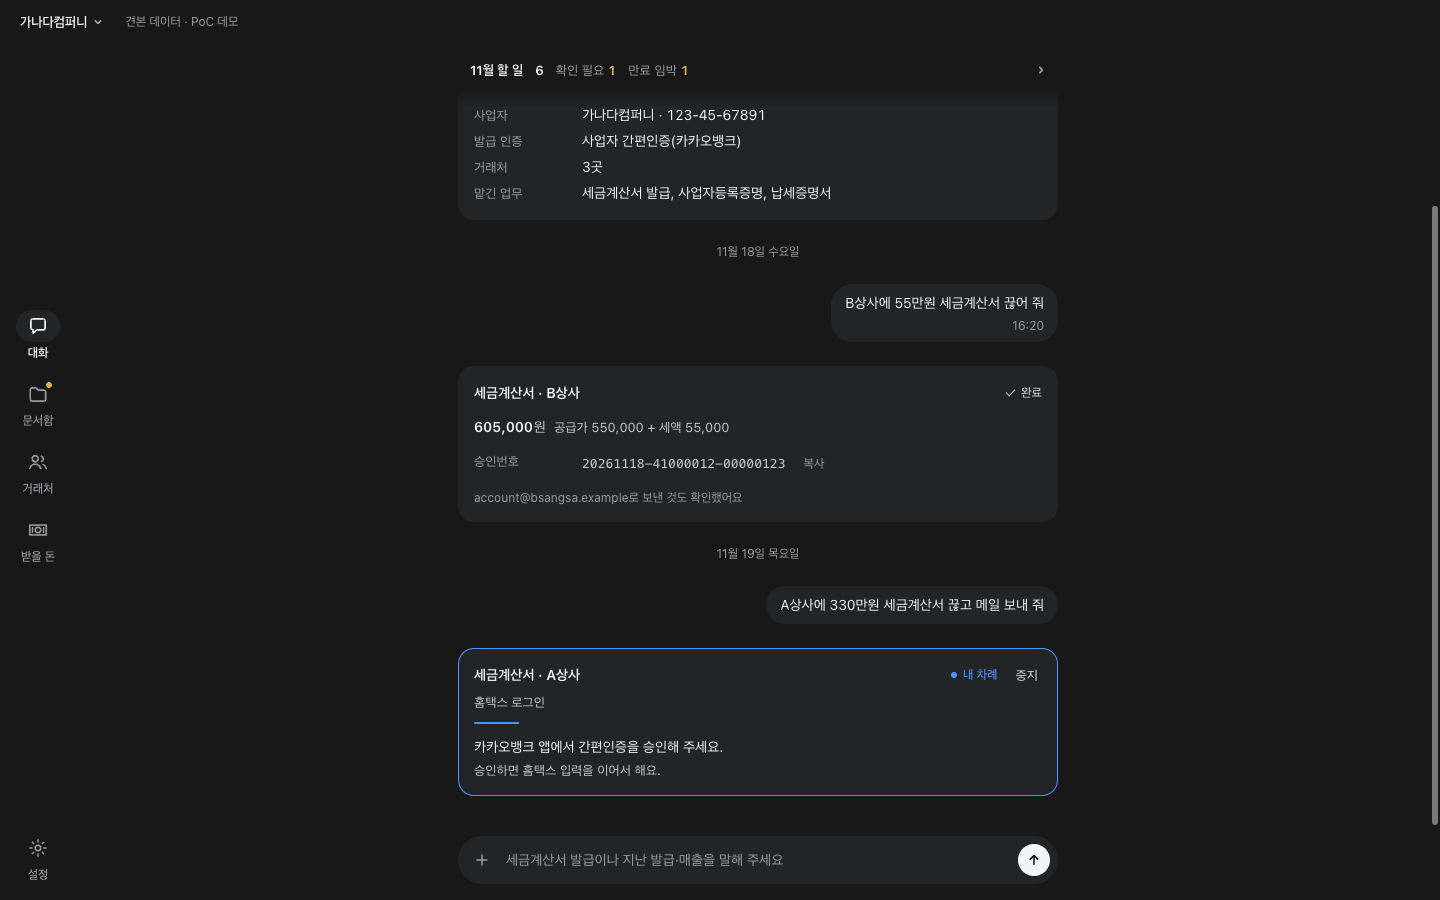 가나다컴퍼니 견본 데이터 · PoC 데모
11월 할 일 6 확인 필요 1 만료 임박 1
사업자 가나다컴퍼니 · 123-45-67891
발급 인증 사업자 간편인증(카카오뱅크)
거래처 3곳
맡긴 업무 세금계산서 발급, 사업자등록증명, 납세증명서
11월 18일 수요일
B상사에 55만원 세금계산서 끊어 줘
16:20
대화
세금계산서 · B상사 완료
605,000원 공급가 550,000 + 세액 55,000
문서함
승인번호 20261118-41000012-00000123 복사
거래처
account@bsangsa.example로 보낸 것도 확인했어요
받을 돈
11월 19일 목요일
A상사에 330만원 세금계산서 끊고 메일 보내 줘
세금계산서 · A상사 내 차례 중지
홈택스 로그인
카카오뱅크 앱에서 간편인증을 승인해 주세요.
승인하면 홈택스 입력을 이어서 해요.
세금계산서 발급이나 지난 발급·매출을 말해 주세요
설정